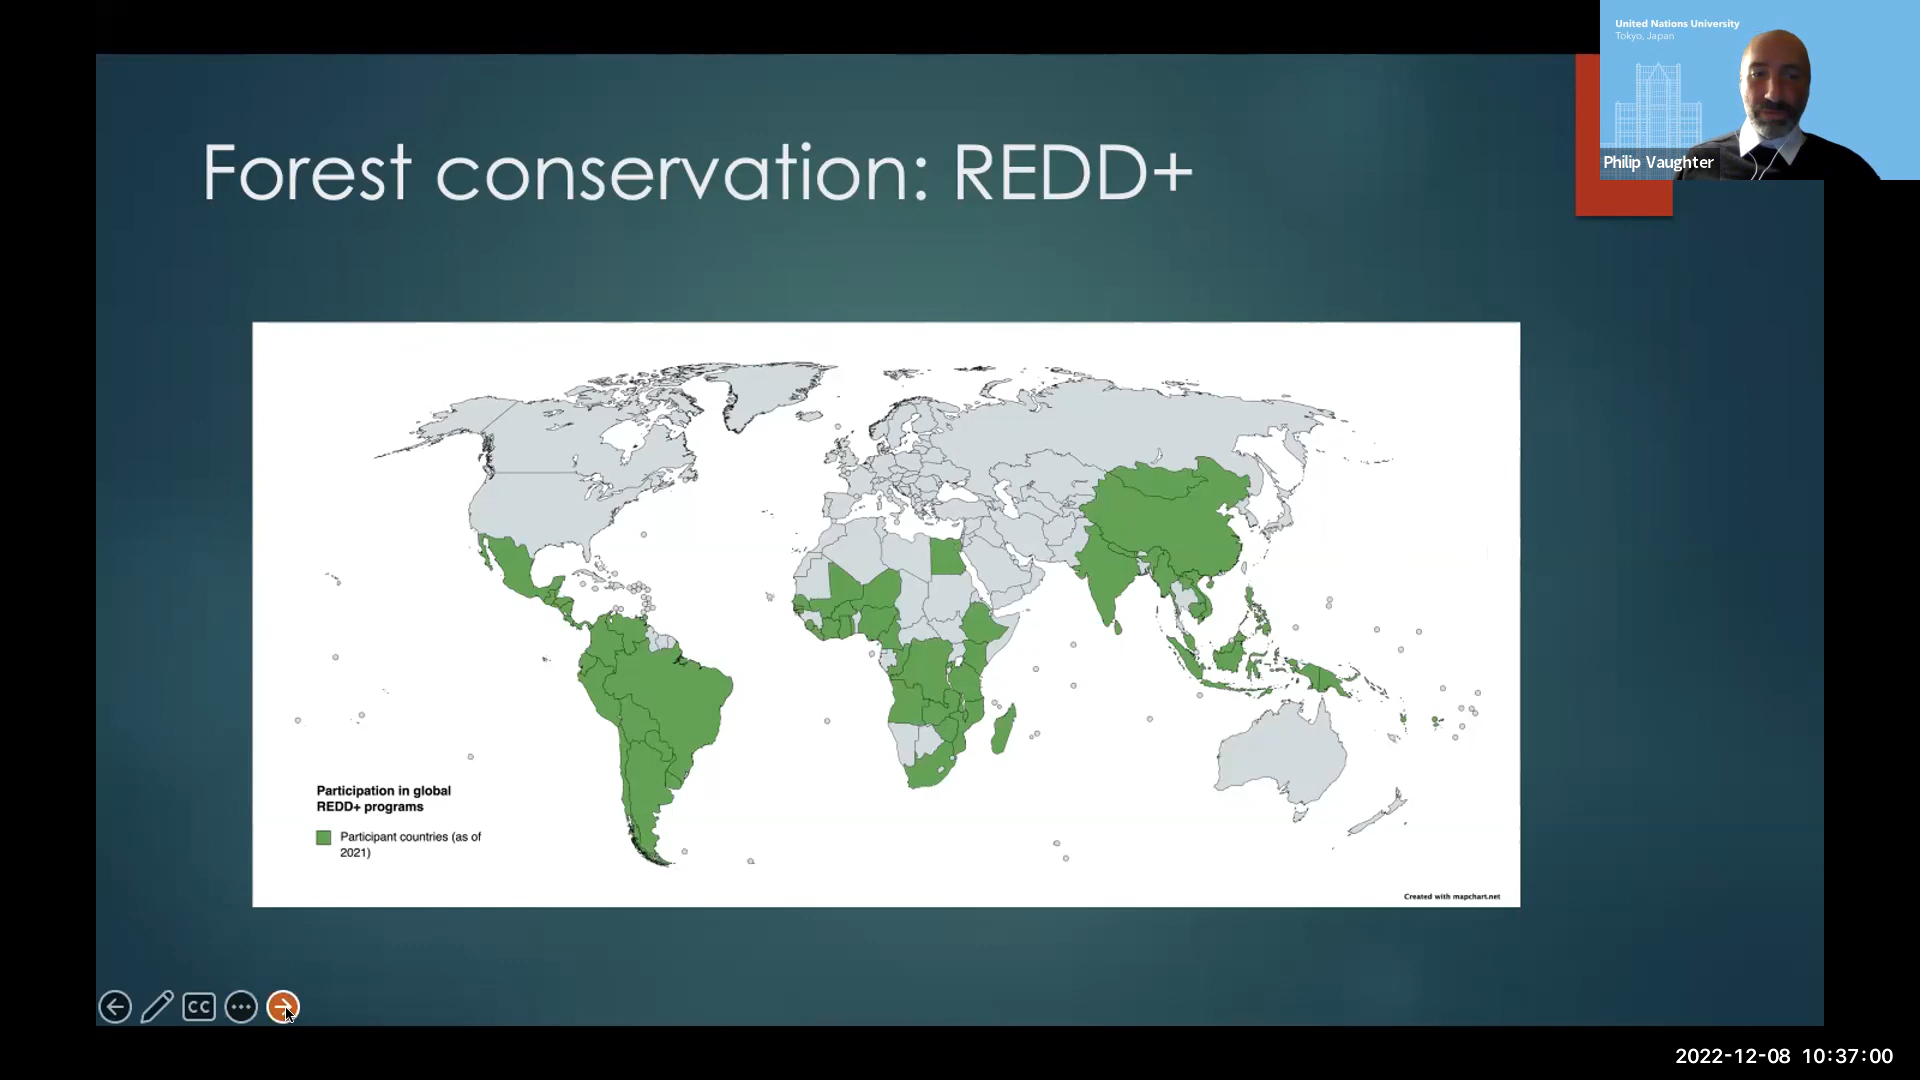 United Nations University
Tokyo, Japan
Philip Vaughter
Forest conservation: REDD+
Participation in global
REDD+ programs
Participant countries (as of
2021)
Created with mapchart.net
CC
2022-12-08 10:37:00